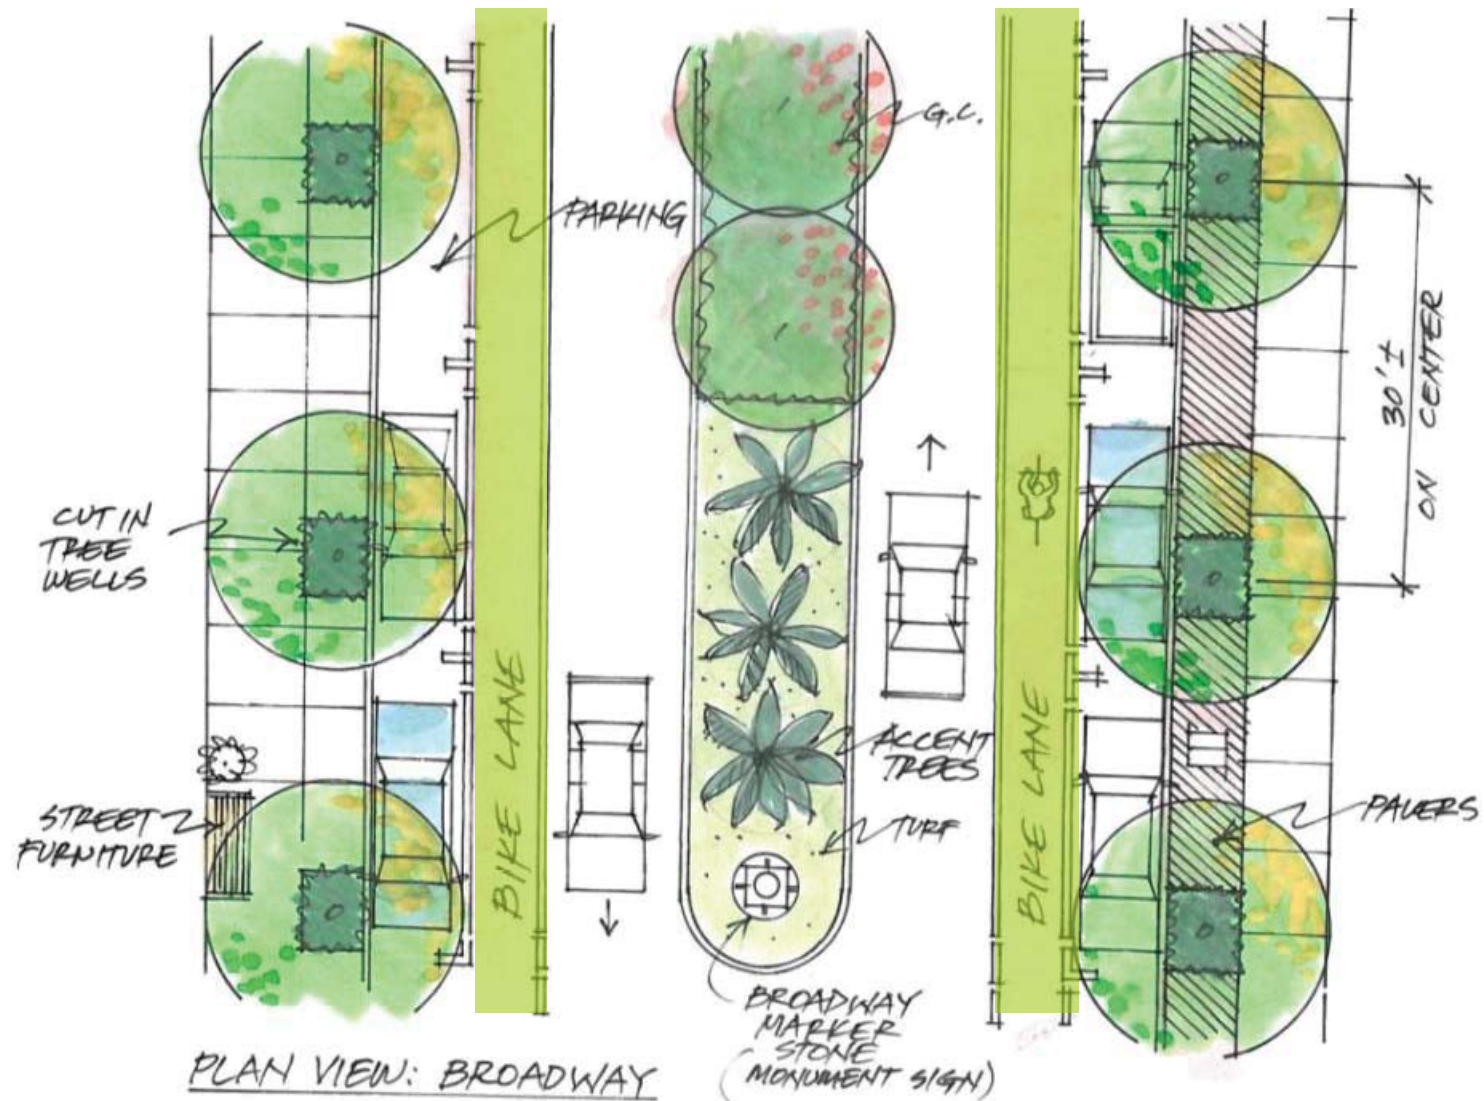 G.C.
PARKING
30'±
ON CENTER
CUT IN
TREE
WELLS
BIKE LANE
BIKE LANE
ACCENT
TREES
STREET
FURNITURE
TURF
PAVERS
BROADWAY
MARKER
STONE
(MONUMENT SIGN)
PLAN VIEW: BROADWAY